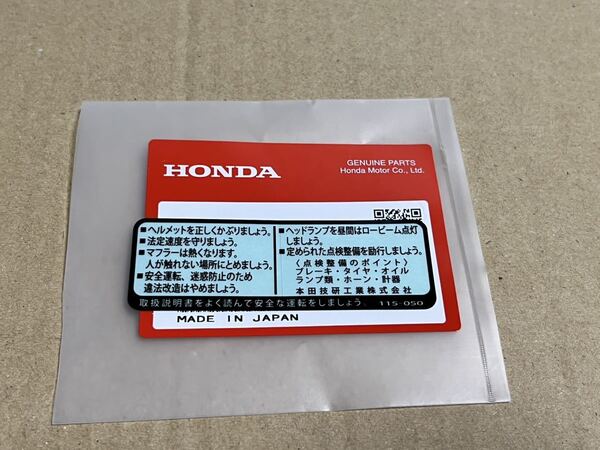 HONDA
GENUINE PARTS
Honda Motor Co., Ltd.
■ヘルメットを正しくかぶりましょう。
■法定速度を守りましょう。
■マフラーは熱くなります。
人が触れない場所にとめましょう。
■安全運転、迷惑防止のため
違法改造はやめましょう。
■ヘッドランプを昼間はロービーム点灯
しましょう。
■定められた点検整備を励行しましょう。
〈点検整備のポイント〉
ブレーキ・タイヤ・オイル
ランプ類・ホーン・計器
本田技研工業株式会社
取扱説明書をよく読んで安全な運転をしましょう。 115-050
MADE IN JAPAN